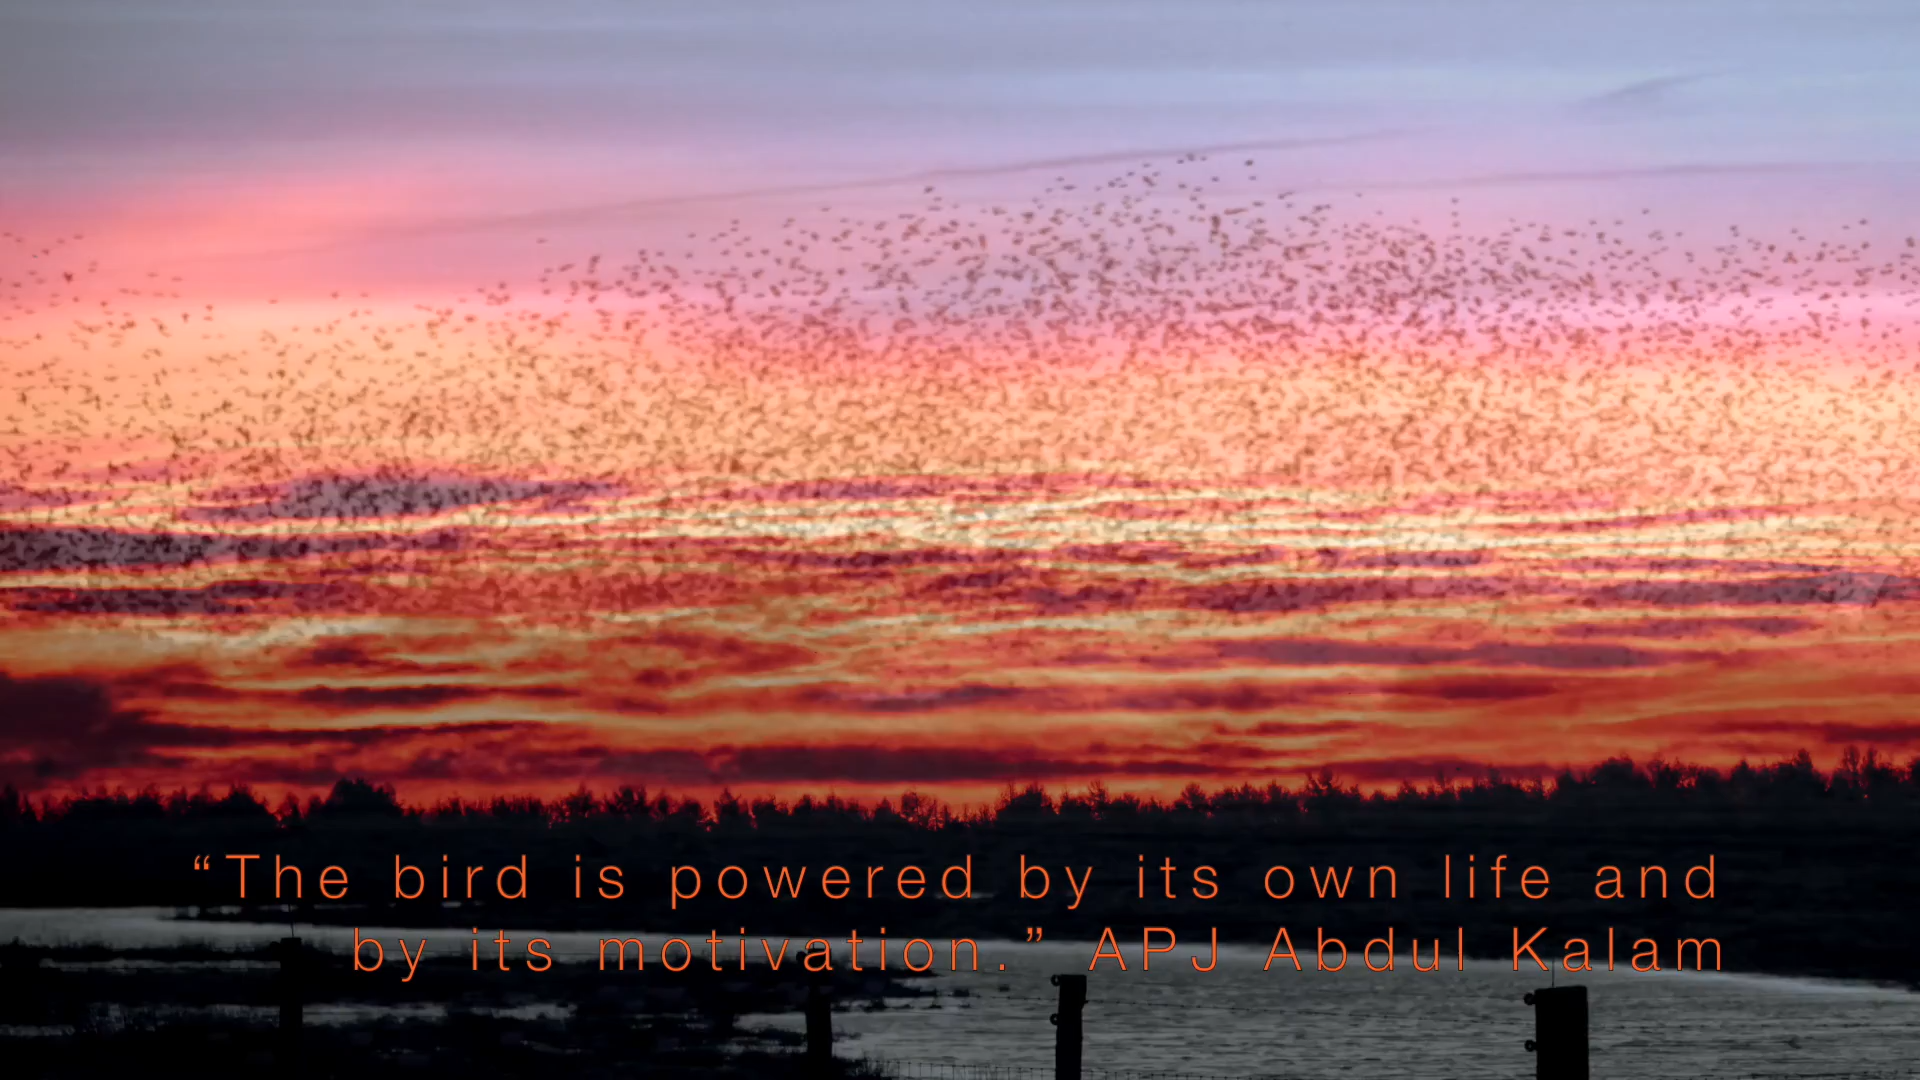 “The bird is powered by its own life and
by its motivation.” APJ Abdul Kalam